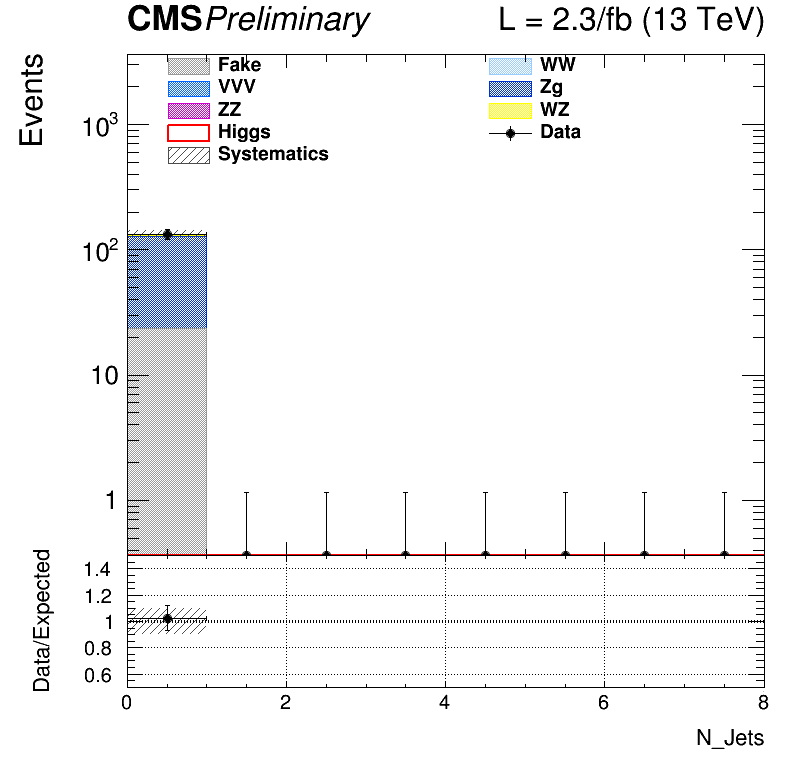 CMS Preliminary L = 2.3/fb (13 TeV)
Events
Fake WW
VVV Zg
ZZ WZ
Higgs Data
Systematics
10³
10²
10
1
Data/Expected
1.4
1.2
1
0.8
0.6
0 2 4 6 8
N_Jets